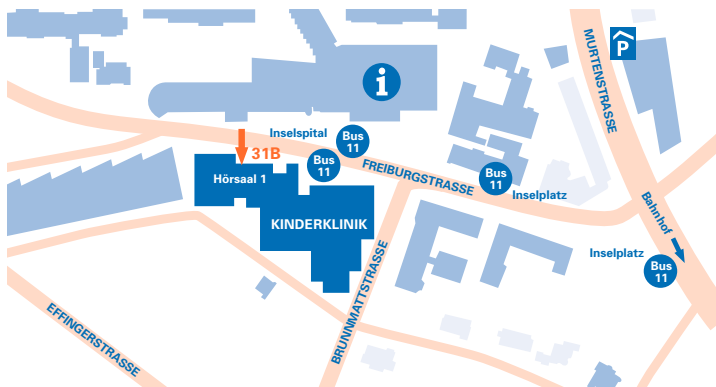 MURTENSTRASSE
P
i
Inselspital
Bus
11
31B
Bus
11
FREIBURGSTRASSE
Hörsaal 1
Bus
11
Inselplatz
KINDERKLINIK
Bahnhof
Inselplatz
Bus
11
BRUNNMATTSTRASSE
EFFINGERSTRASSE